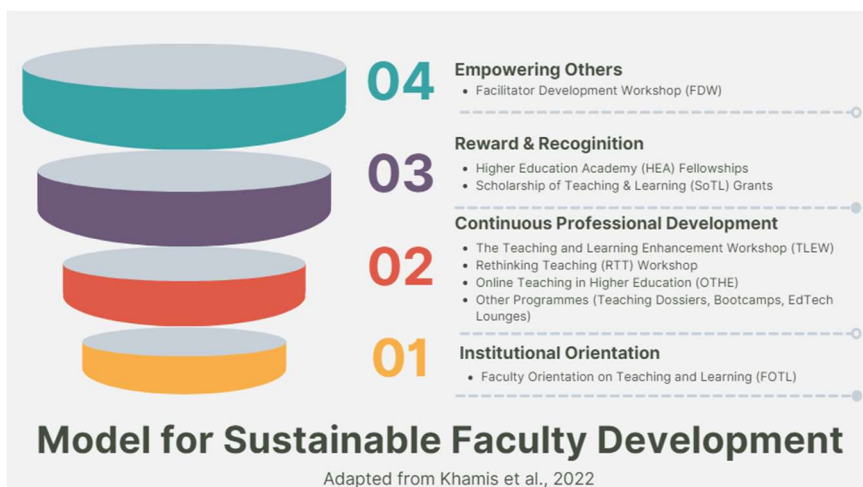 04
Empowering Others
• Facilitator Development Workshop (FDW)
03
Reward & Recoginition
• Higher Education Academy (HEA) Fellowships
• Scholarship of Teaching & Learning (SoTL) Grants
02
Continuous Professional Development
• The Teaching and Learning Enhancement Workshop (TLEW)
• Rethinking Teaching (RTT) Workshop
• Online Teaching in Higher Education (OTHE)
• Other Programmes (Teaching Dossiers, Bootcamps, EdTech
Lounges)
01
Institutional Orientation
• Faculty Orientation on Teaching and Learning (FOTL)
Model for Sustainable Faculty Development
Adapted from Khamis et al., 2022